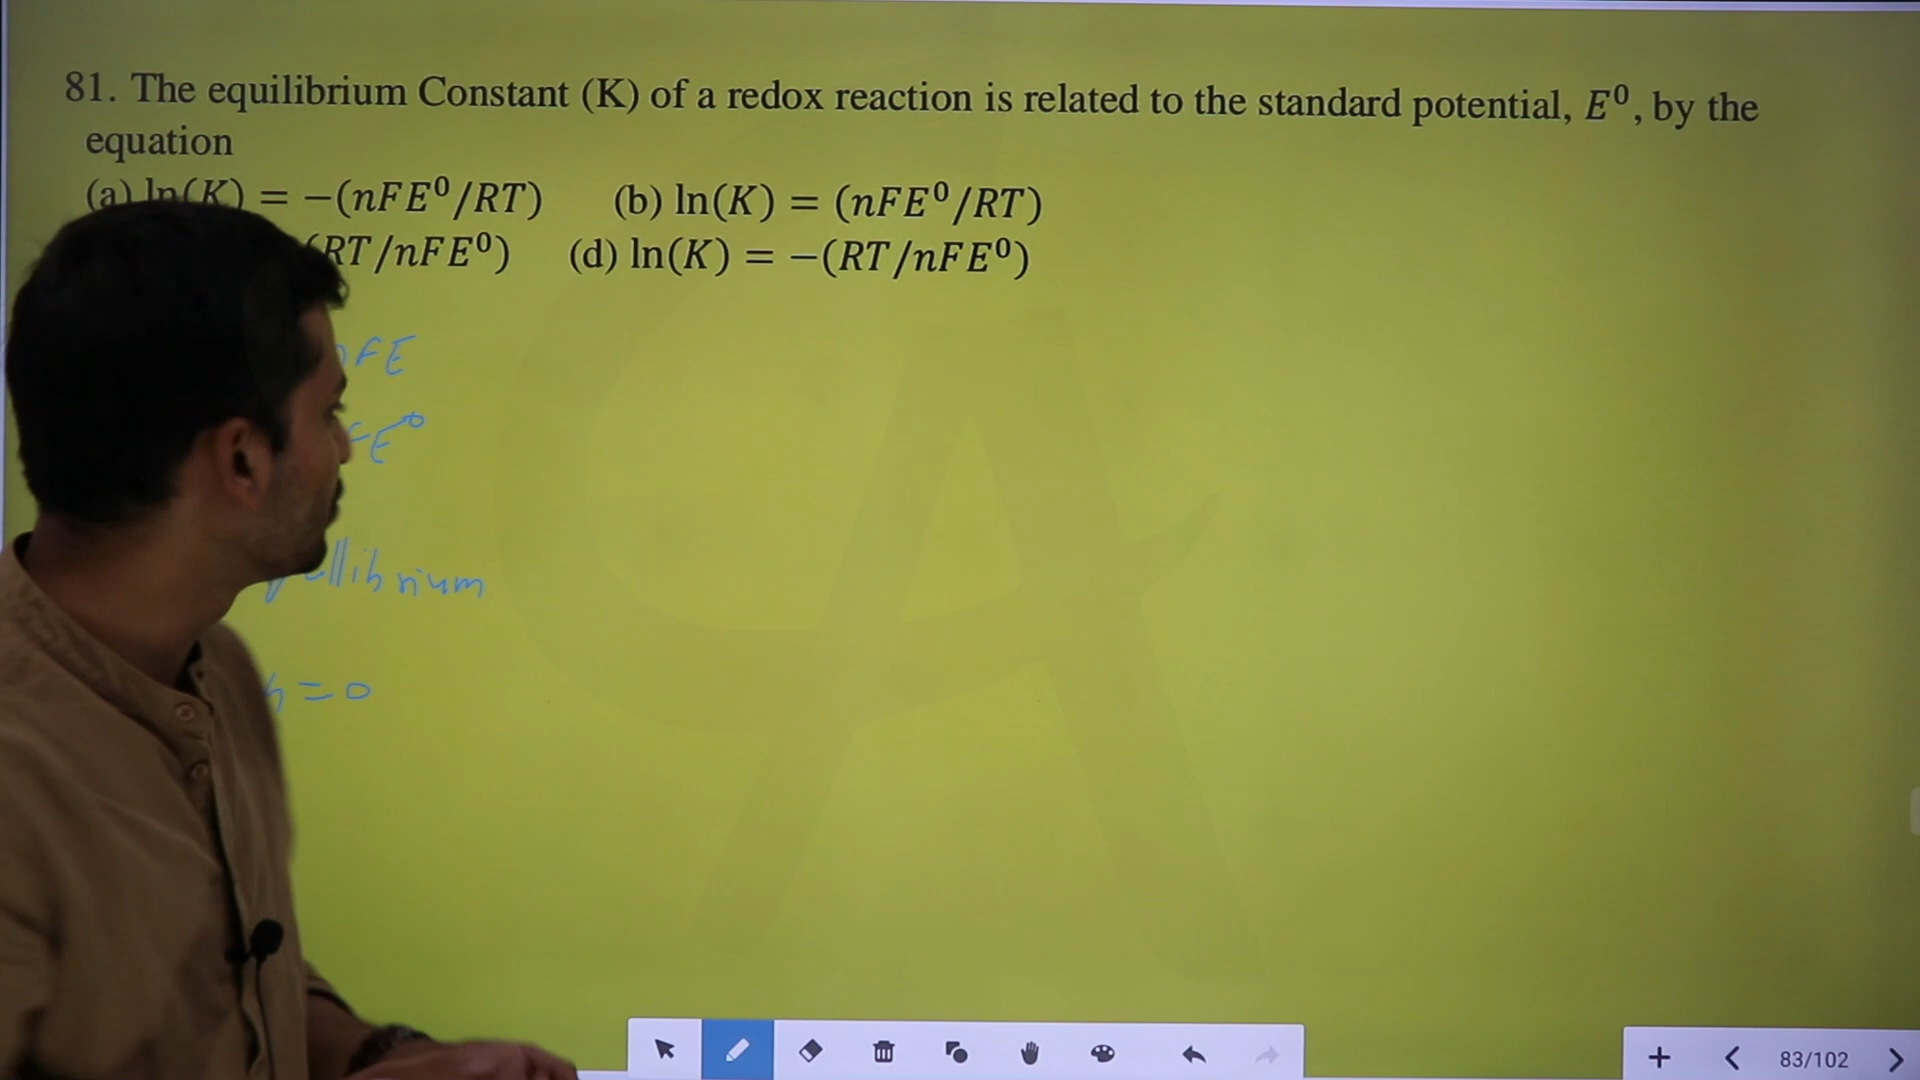 81. The equilibrium Constant (K) of a redox reaction is related to the standard potential, E⁰, by the
equation
(a) ln(K) = −(nFE⁰/RT) (b) ln(K) = (nFE⁰/RT)
(RT/nFE⁰) (d) ln(K) = −(RT/nFE⁰)
FE
FE⁰
= 0
83/102